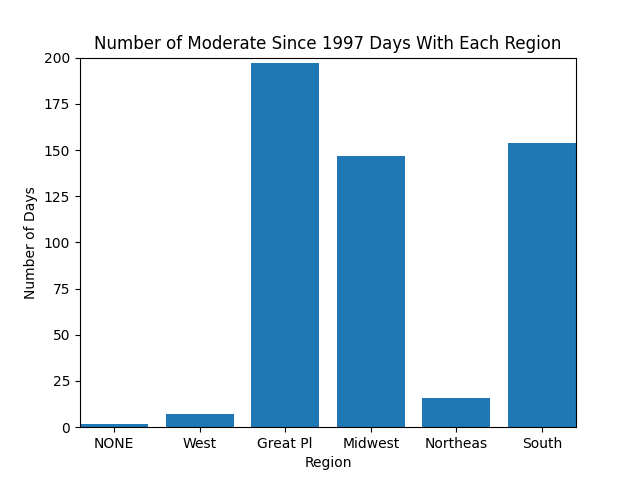 Number of Moderate Since 1997 Days With Each Region
200
175
150
125
100
75
50
25
0
Number of Days
NONE West Great Pl Midwest Northeas South
Region